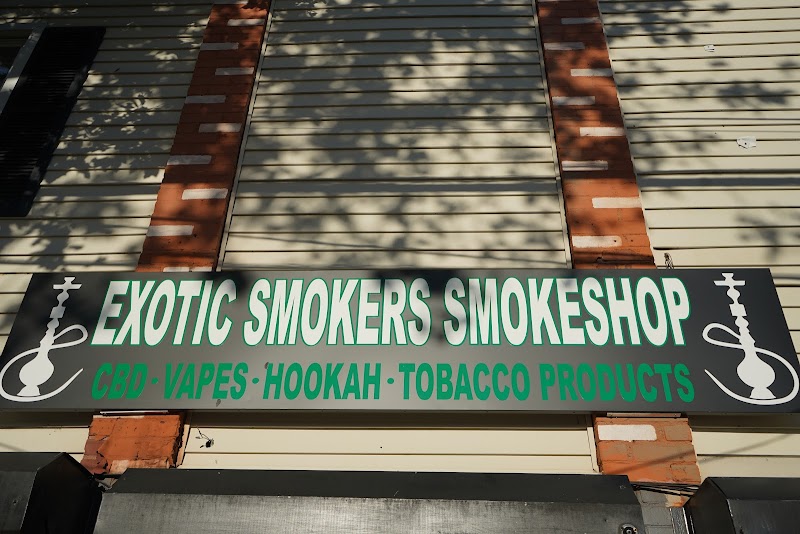 EXOTIC SMOKERS SMOKESHOP
CBD · VAPES · HOOKAH · TOBACCO PRODUCTS